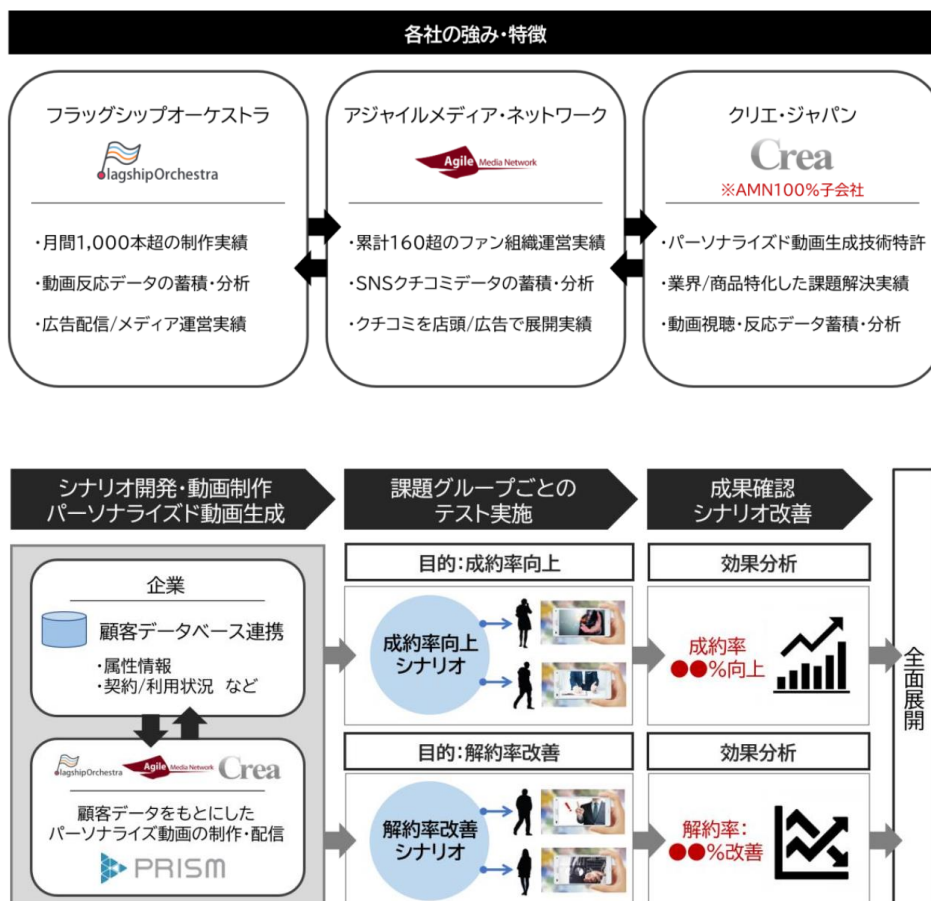 各社の強み・特徴
フラッグシップオーケストラ
lagshipOrchestra
・月間1,000本超の制作実績
・動画反応データの蓄積・分析
・広告配信/メディア運営実績
アジャイルメディア・ネットワーク
Agile Media Network
・累計160超のファン組織運営実績
・SNSクチコミデータの蓄積・分析
・クチコミを店頭/広告で展開実績
クリエ・ジャパン
Crea
※AMN100%子会社
・パーソナライズド動画生成技術特許
・業界/商品特化した課題解決実績
・動画視聴・反応データ蓄積・分析
シナリオ開発・動画制作
パーソナライズド動画生成
企業
顧客データベース連携
・属性情報
・契約/利用状況 など
lagshipOrchestra Agile Media Network Crea
顧客データをもとにした
パーソナライズ動画の制作・配信
PRISM
課題グループごとの
テスト実施
目的:成約率向上
成約率向上
シナリオ
目的:解約率改善
解約率改善
シナリオ
成果確認
シナリオ改善
効果分析
成約率
●●%向上
効果分析
解約率:
●●%改善
全面展開